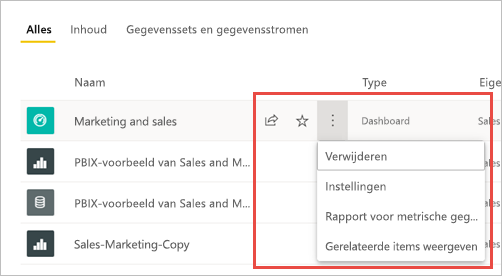 Alles Inhoud Gegevenssets en gegevensstromen
Naam Type Eige
Marketing and sales Dashboard Sales
Verwijderen
PBIX-voorbeeld van Sales and M... Sales
Instellingen
PBIX-voorbeeld van Sales and M... Sales
Rapport voor metrische geg...
Sales-Marketing-Copy Sales
Gerelateerde items weergeven